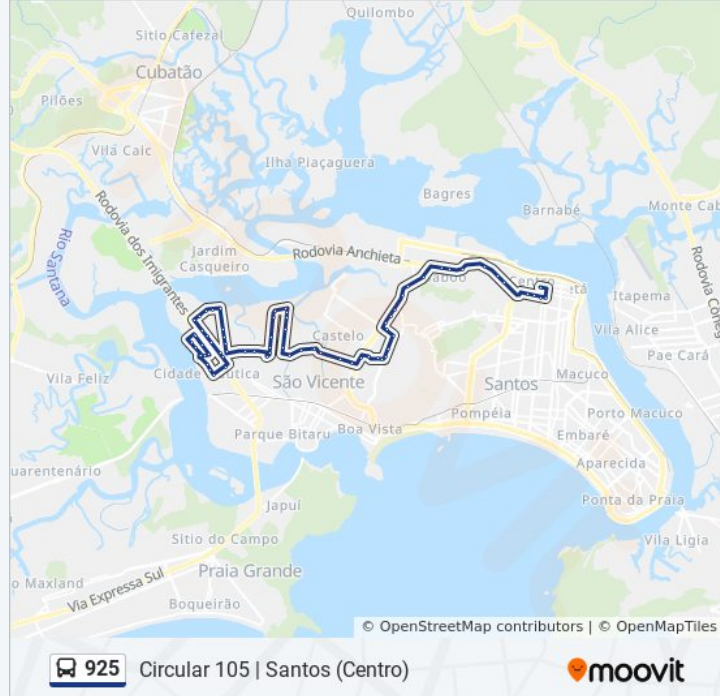 Quilombo
Sitio Cafezal
Cubatão
Pilões
Vila Calc
Ilha Piaçaguera
Bagres
Barnabé
Monte Cab
Rodovia dos Imigrantes
Rio Santana
Jardim
Casqueiro
Rodovia Anchieta
Centro
Itapema
Rodovia Côneg
Vila Alice
Castelo
Pae Cará
Vila Feliz
São Vicente
Santos
Macuco
Pompéia
Porto Macuco
Parque Bitaru
Boa Vista
Embaré
uarentenário
Aparecida
Ponta da Praia
Japuí
Vila Ligia
Sitio do Campo
o Maxland
Praia Grande
Via Expressa Sul
Boqueirão
© OpenStreetMap contributors | © OpenMapTiles
925 Circular 105 | Santos (Centro)
moovit